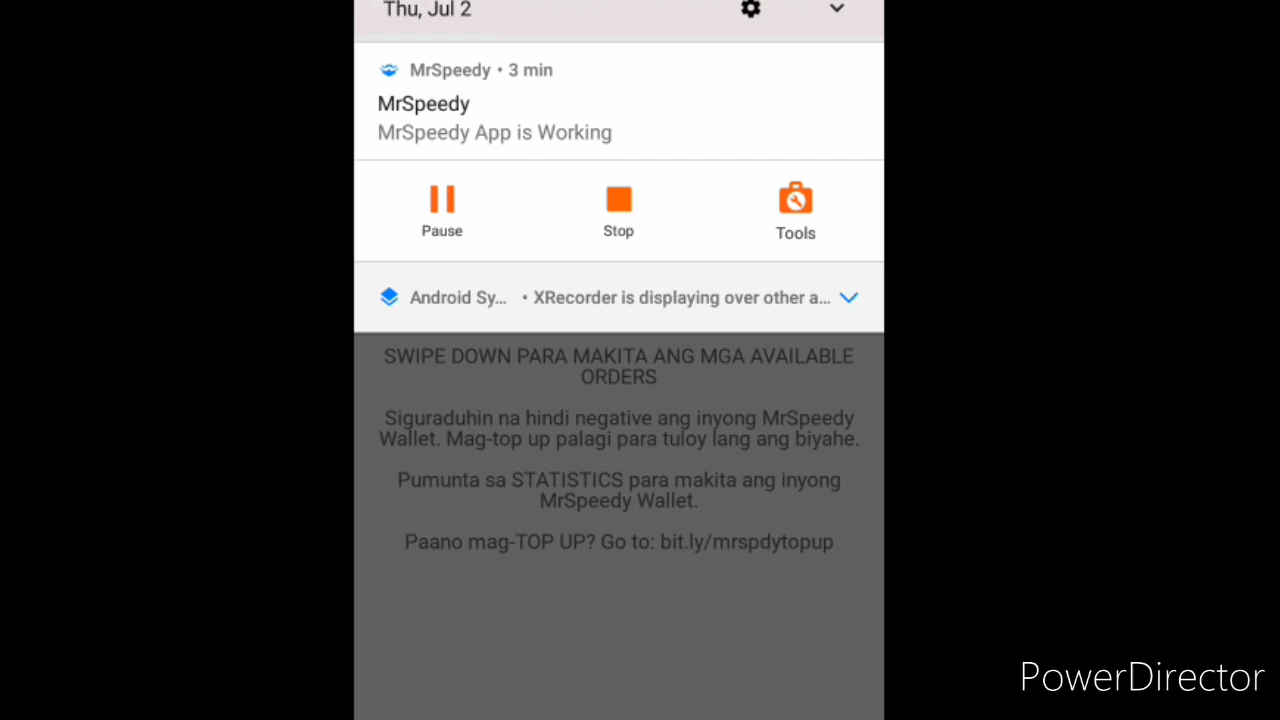 Thu, Jul 2
MrSpeedy • 3 min
MrSpeedy
MrSpeedy App is Working
Pause
Stop
Tools
Android Sy... • XRecorder is displaying over other a...
SWIPE DOWN PARA MAKITA ANG MGA AVAILABLE
ORDERS
Siguraduhin na hindi negative ang inyong MrSpeedy
Wallet. Mag-top up palagi para tuloy lang ang biyahe.
Pumunta sa STATISTICS para makita ang inyong
MrSpeedy Wallet.
Paano mag-TOP UP? Go to: bit.ly/mrspdytopup
PowerDirector